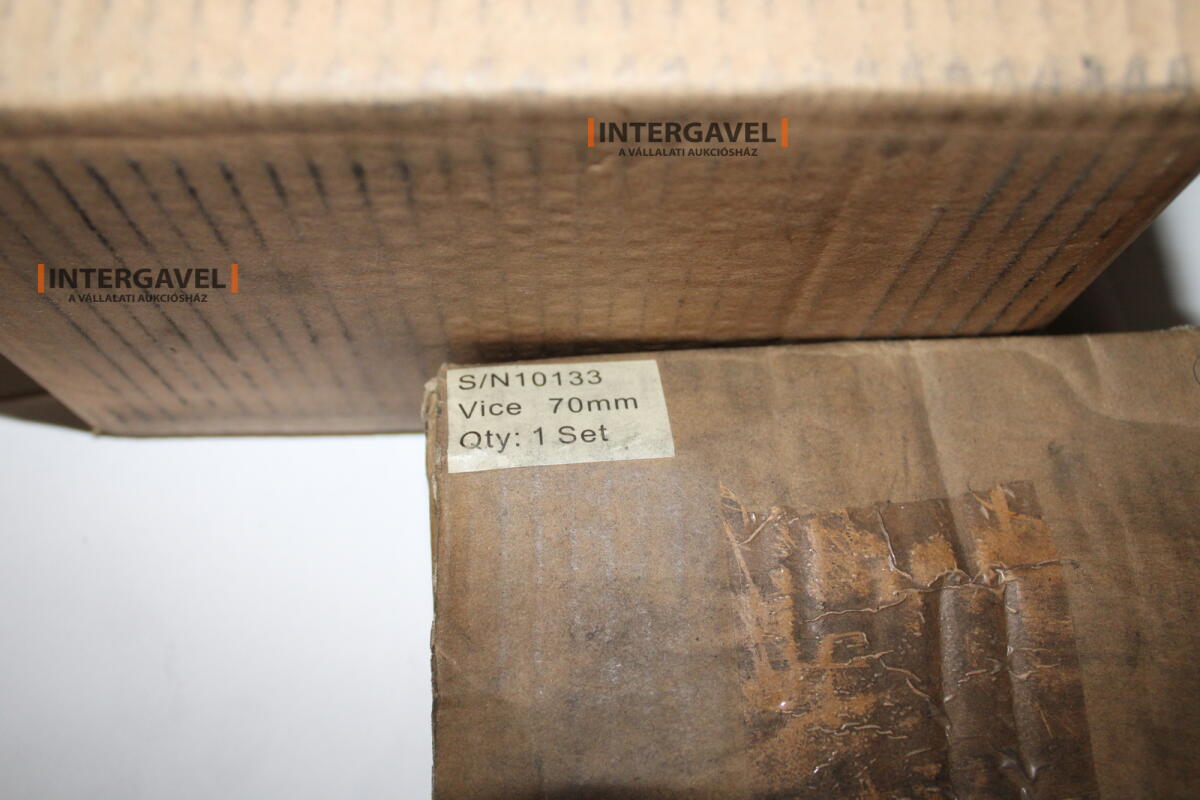 INTERGAVEL
A VÁLLALATI AUKCIÓSHÁZ
INTERGAVEL
A VÁLLALATI AUKCIÓSHÁZ
S/N10133
Vice 70mm
Qty: 1 Set